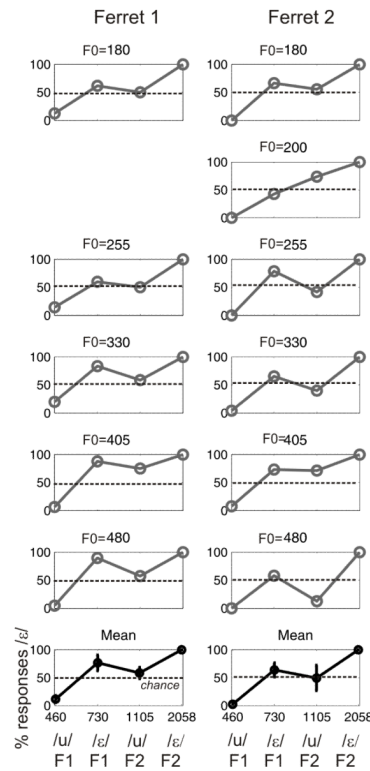 Ferret 1 Ferret 2
F0=180 F0=180
100
50
0
F0=200
100
50
0
F0=255 F0=255
100 100
50 50
0 0
F0=330 F0=330
100 100
50 50
0 0
F0=405 F0=405
100 100
50 50
0 0
F0=480 F0=480
100 100
50 50
0 0
Mean Mean
100 100
50 50
chance
0 0
460 730 1105 2058 460 730 1105 2058
/u/ /ε/ /u/ /ε/ /u/ /ε/ /u/ /ε/
F1 F1 F2 F2 F1 F1 F2 F2
% responses /ε/